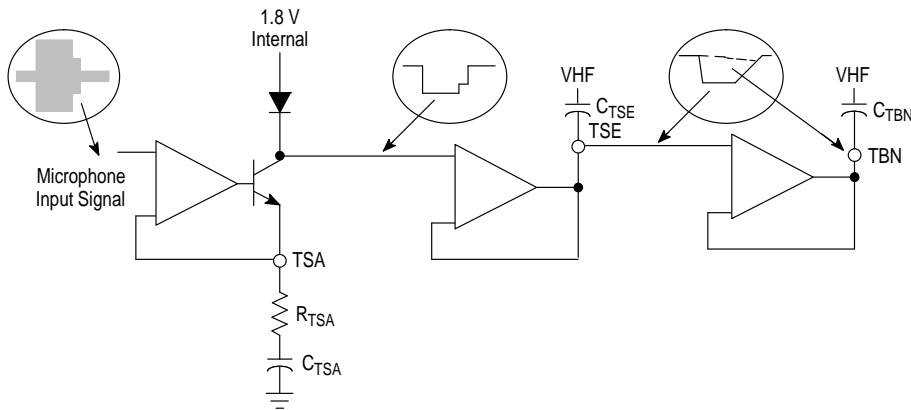 1.8 V
Internal
Microphone
Input Signal
TSA
R_TSA
C_TSA
VHF
C_TSE
TSE
VHF
C_TBN
TBN